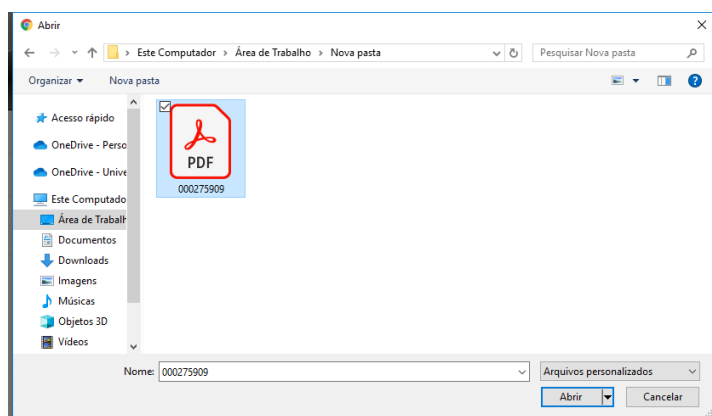 Abrir
Este Computador > Área de Trabalho > Nova pasta
Pesquisar Nova pasta
Organizar
Nova pasta
Acesso rápido
OneDrive - Perso
OneDrive - Unive
Este Computado
Área de Trabalh
Documentos
Downloads
Imagens
Músicas
Objetos 3D
Vídeos
PDF
000275909
Nome: 000275909
Arquivos personalizados
Abrir
Cancelar